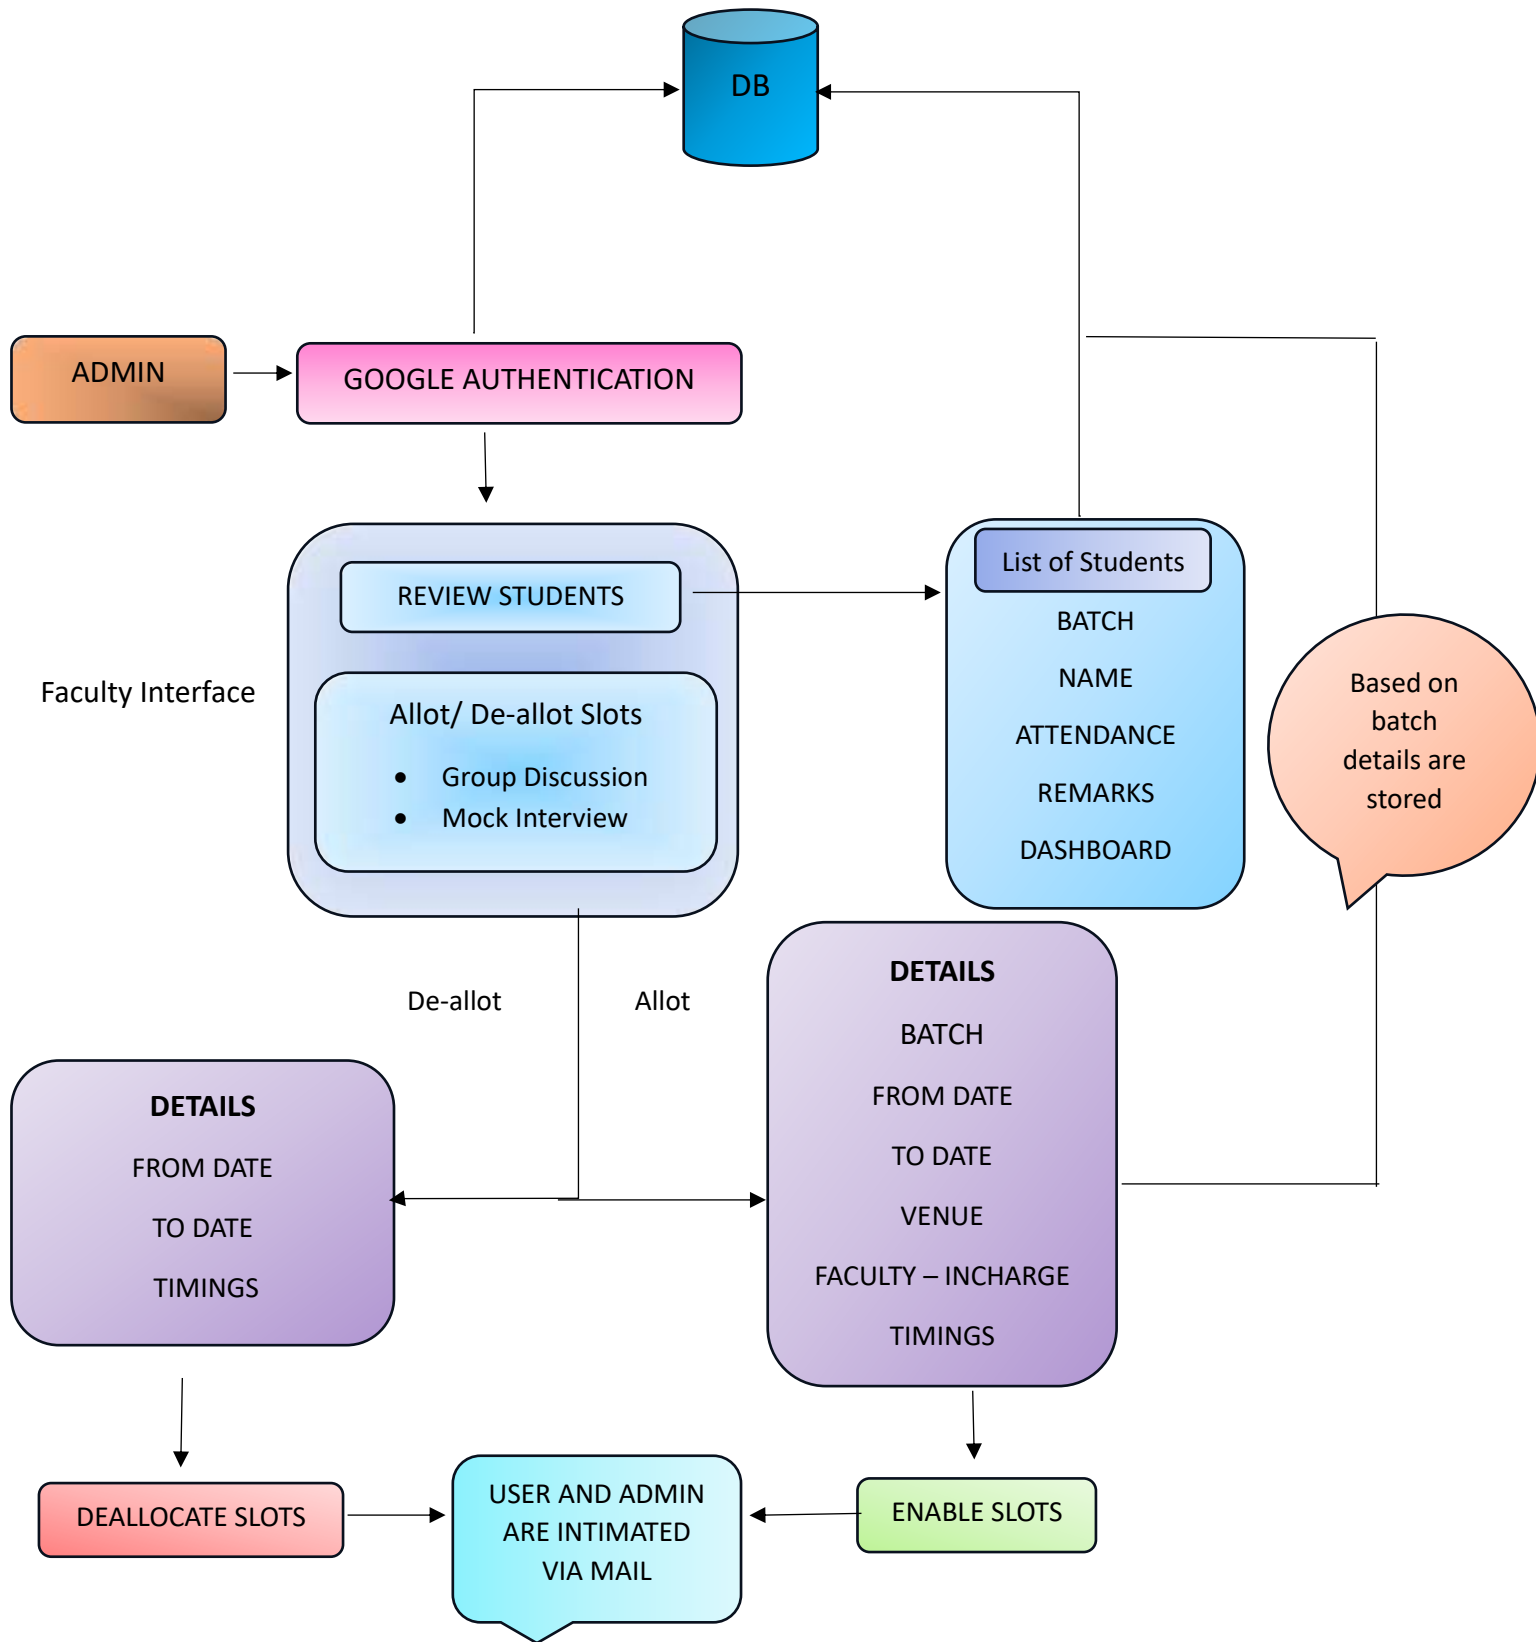 DB
ADMIN
GOOGLE AUTHENTICATION
Faculty Interface
REVIEW STUDENTS
Allot/ De-allot Slots
• Group Discussion
• Mock Interview
List of Students
BATCH
NAME
ATTENDANCE
REMARKS
DASHBOARD
Based on
batch
details are
stored
De-allot
Allot
DETAILS
FROM DATE
TO DATE
TIMINGS
DETAILS
BATCH
FROM DATE
TO DATE
VENUE
FACULTY – INCHARGE
TIMINGS
DEALLOCATE SLOTS
USER AND ADMIN
ARE INTIMATED
VIA MAIL
ENABLE SLOTS